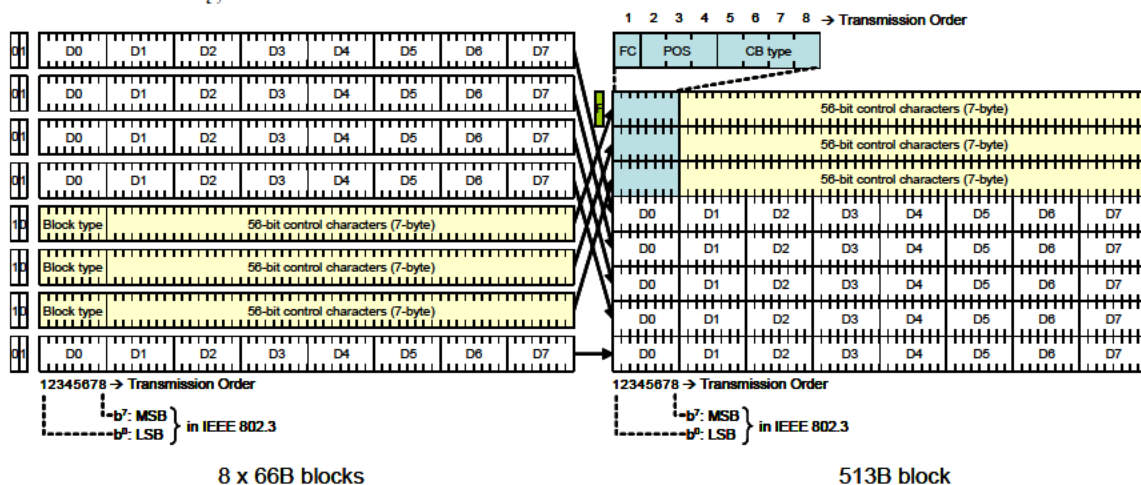 1 2 3 4 5 6 7 8 → Transmission Order
FC POS CB type
01 D0 D1 D2 D3 D4 D5 D6 D7
01 D0 D1 D2 D3 D4 D5 D6 D7
01 D0 D1 D2 D3 D4 D5 D6 D7
01 D0 D1 D2 D3 D4 D5 D6 D7
10 Block type 56-bit control characters (7-byte)
10 Block type 56-bit control characters (7-byte)
10 Block type 56-bit control characters (7-byte)
01 D0 D1 D2 D3 D4 D5 D6 D7
12345678 → Transmission Order
b⁷: MSB
b⁰: LSB
in IEEE 802.3
8 x 66B blocks
F
56-bit control characters (7-byte)
56-bit control characters (7-byte)
56-bit control characters (7-byte)
D0 D1 D2 D3 D4 D5 D6 D7
D0 D1 D2 D3 D4 D5 D6 D7
D0 D1 D2 D3 D4 D5 D6 D7
D0 D1 D2 D3 D4 D5 D6 D7
D0 D1 D2 D3 D4 D5 D6 D7
12345678 → Transmission Order
b⁷: MSB
b⁰: LSB
in IEEE 802.3
513B block